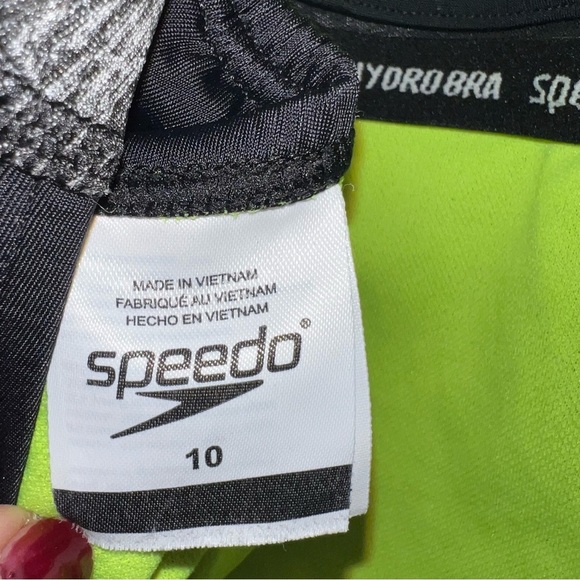 HYDROBRA
MADE IN VIETNAM
FABRIQUÉ AU VIETNAM
HECHO EN VIETNAM
speedo®
10